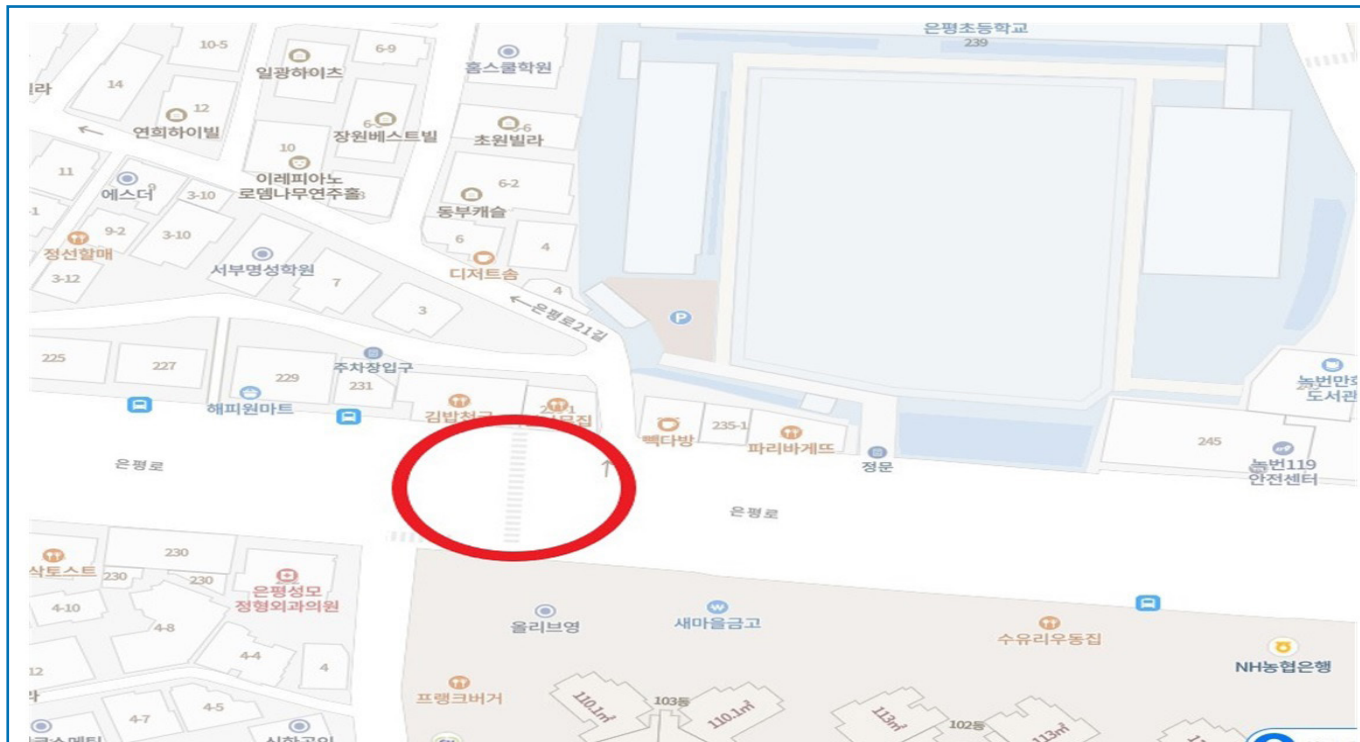 은평초등학교
239
10-5
일광하이츠
6-9
홈스쿨학원
14
12
연희하이빌
장원베스트빌
초원빌라
10
이레피아노
로뎀나무연주홀
11
에스더
3-10
6-2
동부캐슬
9-2
3-10
정선할매
서부명성학원
6
4
디저트솜
3-12
7
3
4
은평로21길
P
225
227
229
주차장입구
231
해피원마트
김밥천국
빽다방
235-1
파리바게뜨
정문
245
녹번119
안전센터
도서관
은평로
은평로
230
230
230
은평성모
정형외과의원
4-10
4-8
4-4
4
12
4-7
4-5
올리브영
새마을금고
수유리우동집
NH농협은행
프랭크버거
103동
110.1㎡
110.1㎡
113㎡
102동
113㎡